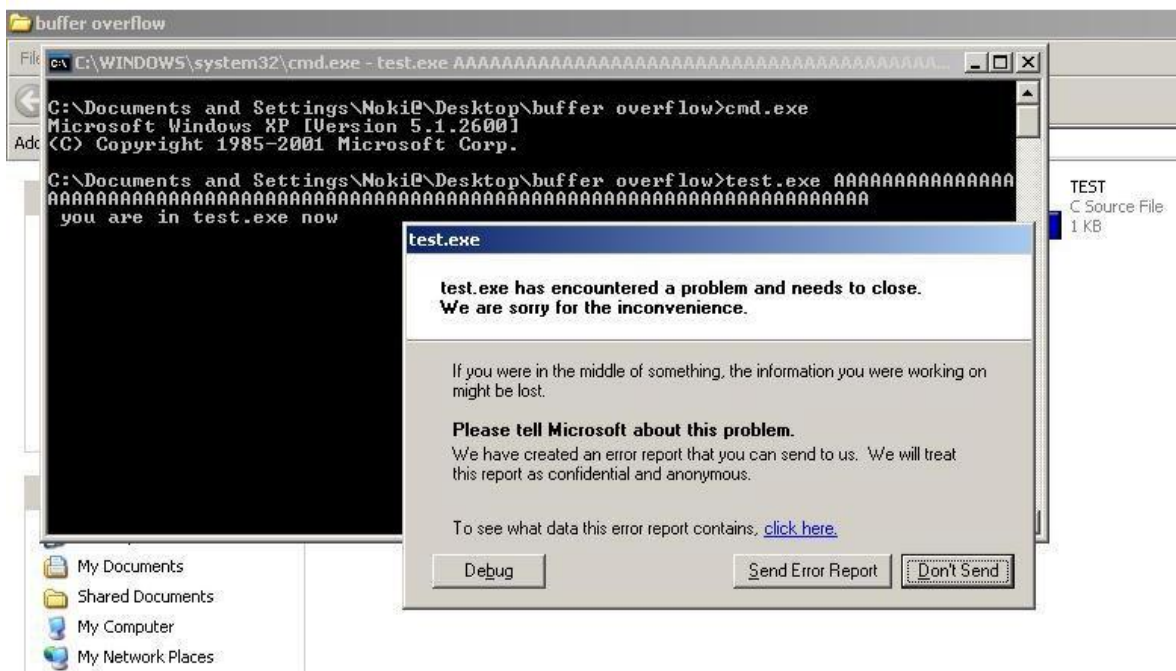 buffer overflow
File
C:\WINDOWS\system32\cmd.exe - test.exe AAAAAAAAAAAAAAAAAAAAAAAAAAAAAAAAAAAAAAAA...
C:\Documents and Settings\Noki@\Desktop\buffer overflow>cmd.exe
Microsoft Windows XP [Version 5.1.2600]
(C) Copyright 1985-2001 Microsoft Corp.
C:\Documents and Settings\Noki@\Desktop\buffer overflow>test.exe AAAAAAAAAAAAAAA
AAAAAAAAAAAAAAAAAAAAAAAAAAAAAAAAAAAAAAAAAAAAAAAAAAAAAAAAAAAAAAAAAAAA
you are in test.exe now
TEST
C Source File
1 KB
test.exe
test.exe has encountered a problem and needs to close.
We are sorry for the inconvenience.
If you were in the middle of something, the information you were working on
might be lost.
Please tell Microsoft about this problem.
We have created an error report that you can send to us. We will treat
this report as confidential and anonymous.
To see what data this error report contains, click here.
Debug
Send Error Report
Don't Send
My Documents
Shared Documents
My Computer
My Network Places